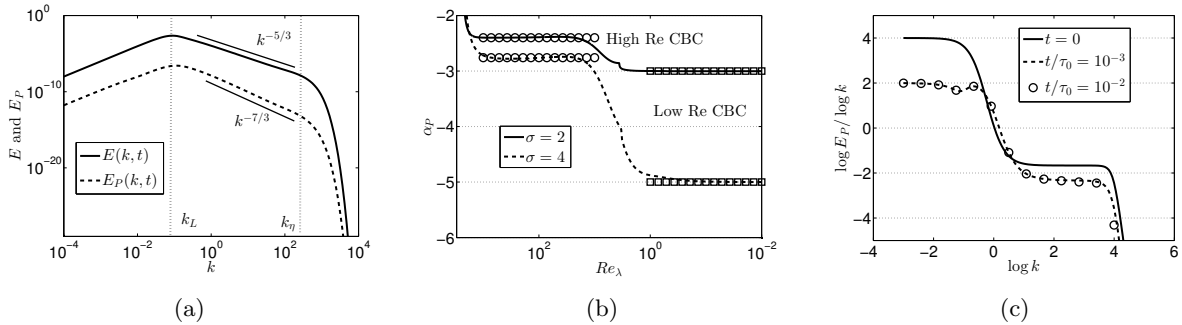 10^0
10^{-10}
10^{-20}
E and E_P
k^{-5/3}
k^{-7/3}
E(k, t)
E_P(k, t)
k_L
k_η
10^{-4}
10^{-2}
10^0
10^2
10^4
k
(a)
−2
−3
−4
−5
−6
α_P
High Re CBC
Low Re CBC
σ = 2
σ = 4
10^2
10^0
10^{-2}
Re_λ
(b)
4
2
0
−2
−4
log E_P / log k
t = 0
t/τ_0 = 10^{-3}
t/τ_0 = 10^{-2}
−4
−2
0
2
4
6
log k
(c)